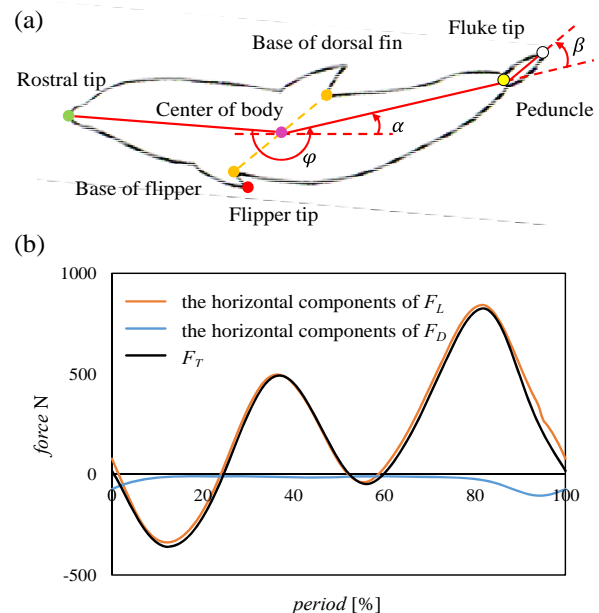 (a)
Fluke tip
Base of dorsal fin
β
Rostral tip
Center of body
Peduncle
α
φ
Base of flipper
Flipper tip
(b)
1000
the horizontal components of F_L
the horizontal components of F_D
F_T
500
force N
0
0 20 40 60 80 100
-500
period [%]